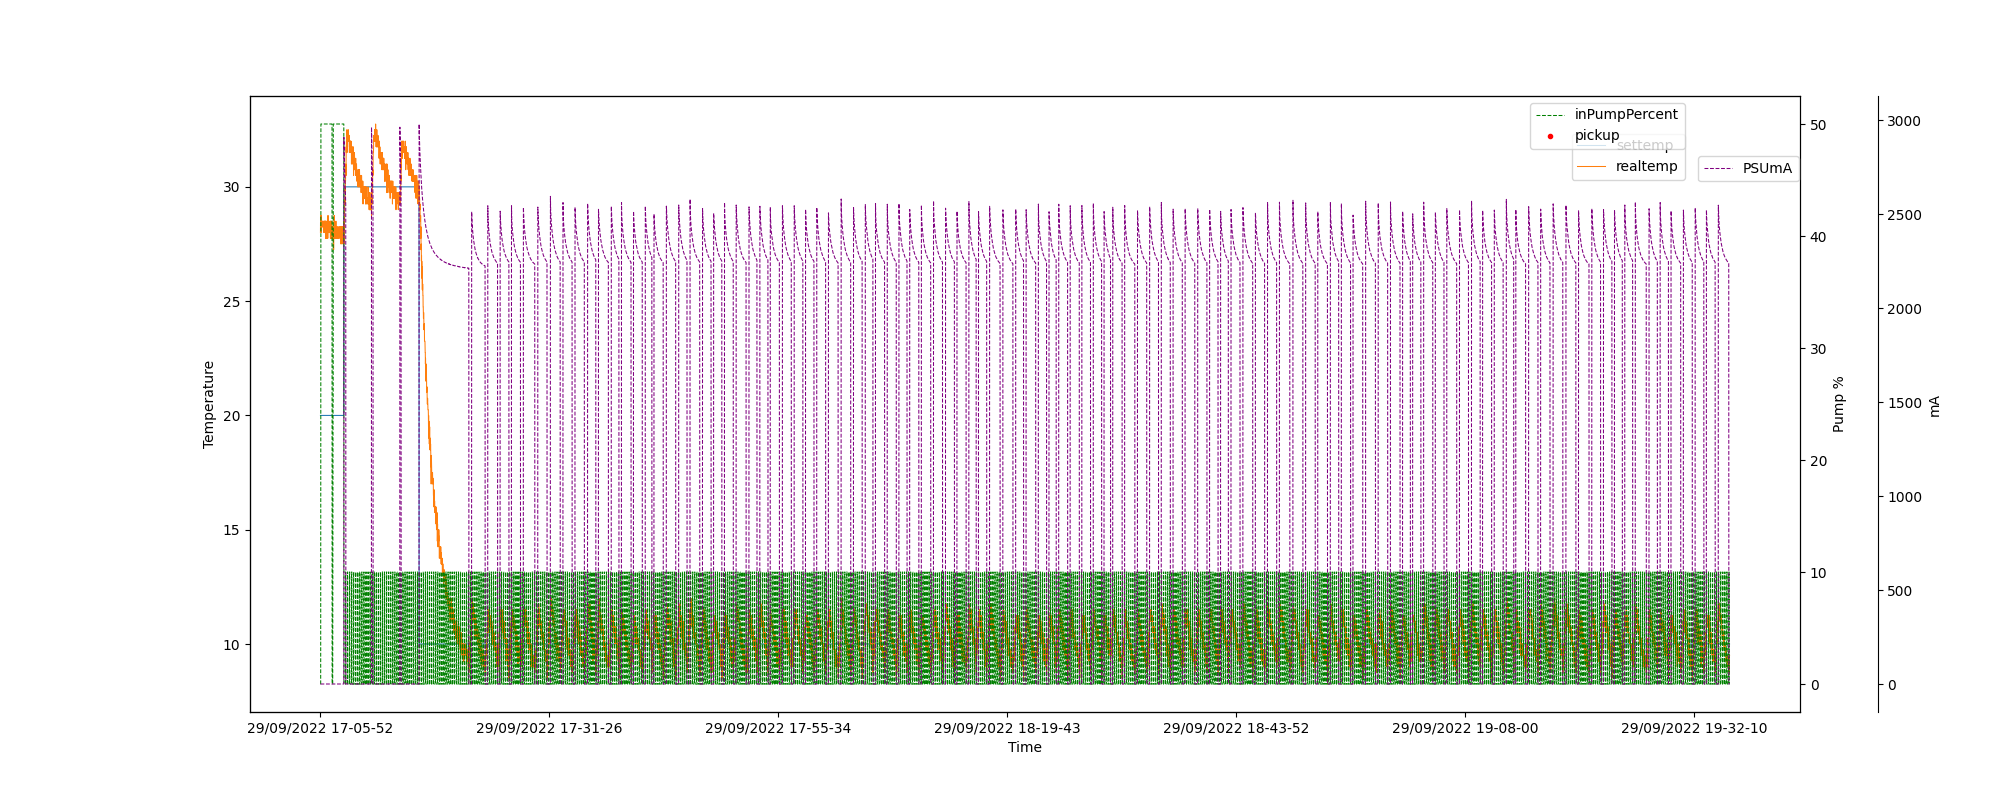 inPumpPercent
pickup
settemp
realtemp
PSUmA
30
25
20
15
10
Temperature
50
40
30
20
10
0
Pump %
3000
2500
2000
1500
1000
500
0
mA
29/09/2022 17-05-52
29/09/2022 17-31-26
29/09/2022 17-55-34
29/09/2022 18-19-43
29/09/2022 18-43-52
29/09/2022 19-08-00
29/09/2022 19-32-10
Time